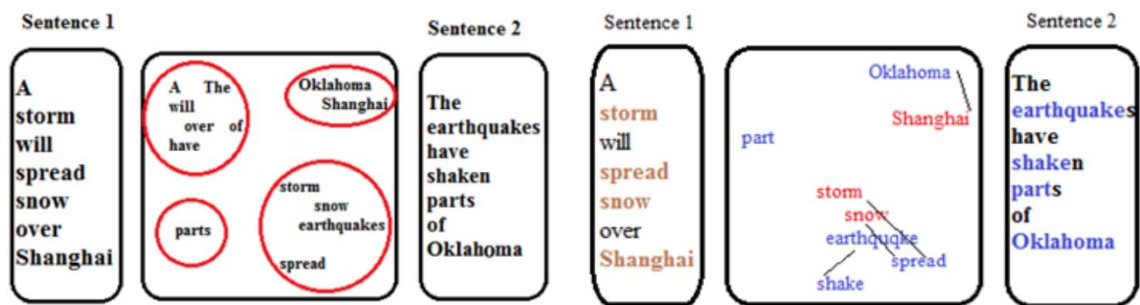 Sentence 1
A
storm
will
spread
snow
over
Shanghai
A The
will
over of
have
Oklahoma
Shanghai
parts
storm
snow
earthquakes
spread
Sentence 2
The
earthquakes
have
shaken
parts
of
Oklahoma
Sentence 1
A
storm
will
spread
snow
over
Shanghai
Oklahoma
Shanghai
part
storm
snow
earthquqke
spread
shake
Sentence 2
The
earthquakes
have
shaken
parts
of
Oklahoma